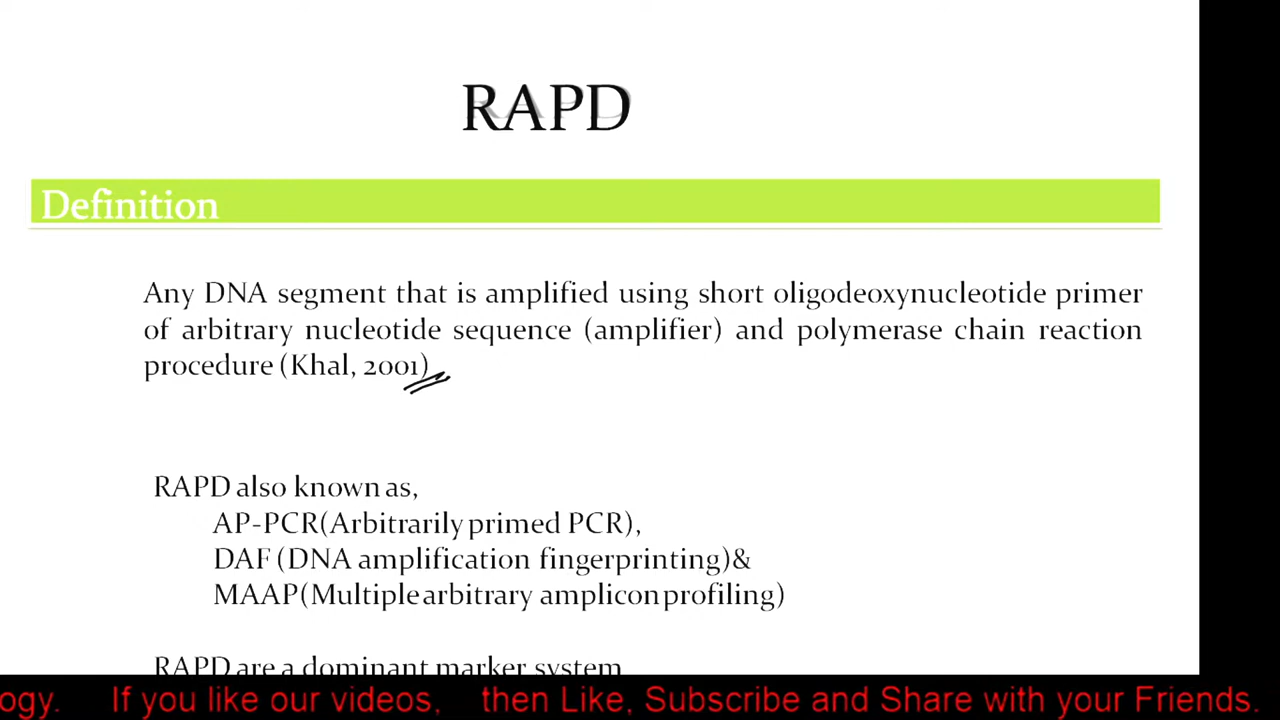 RAPD
Definition
Any DNA segment that is amplified using short oligodeoxynucleotide primer
of arbitrary nucleotide sequence (amplifier) and polymerase chain reaction
procedure (Khal, 2001)
RAPD also known as,
AP-PCR(Arbitrarily primed PCR),
DAF (DNA amplification fingerprinting)&
MAAP(Multiple arbitrary amplicon profiling)
RAPD are a dominant marker system
ogy. If you like our videos, then Like, Subscribe and Share with your Friends.